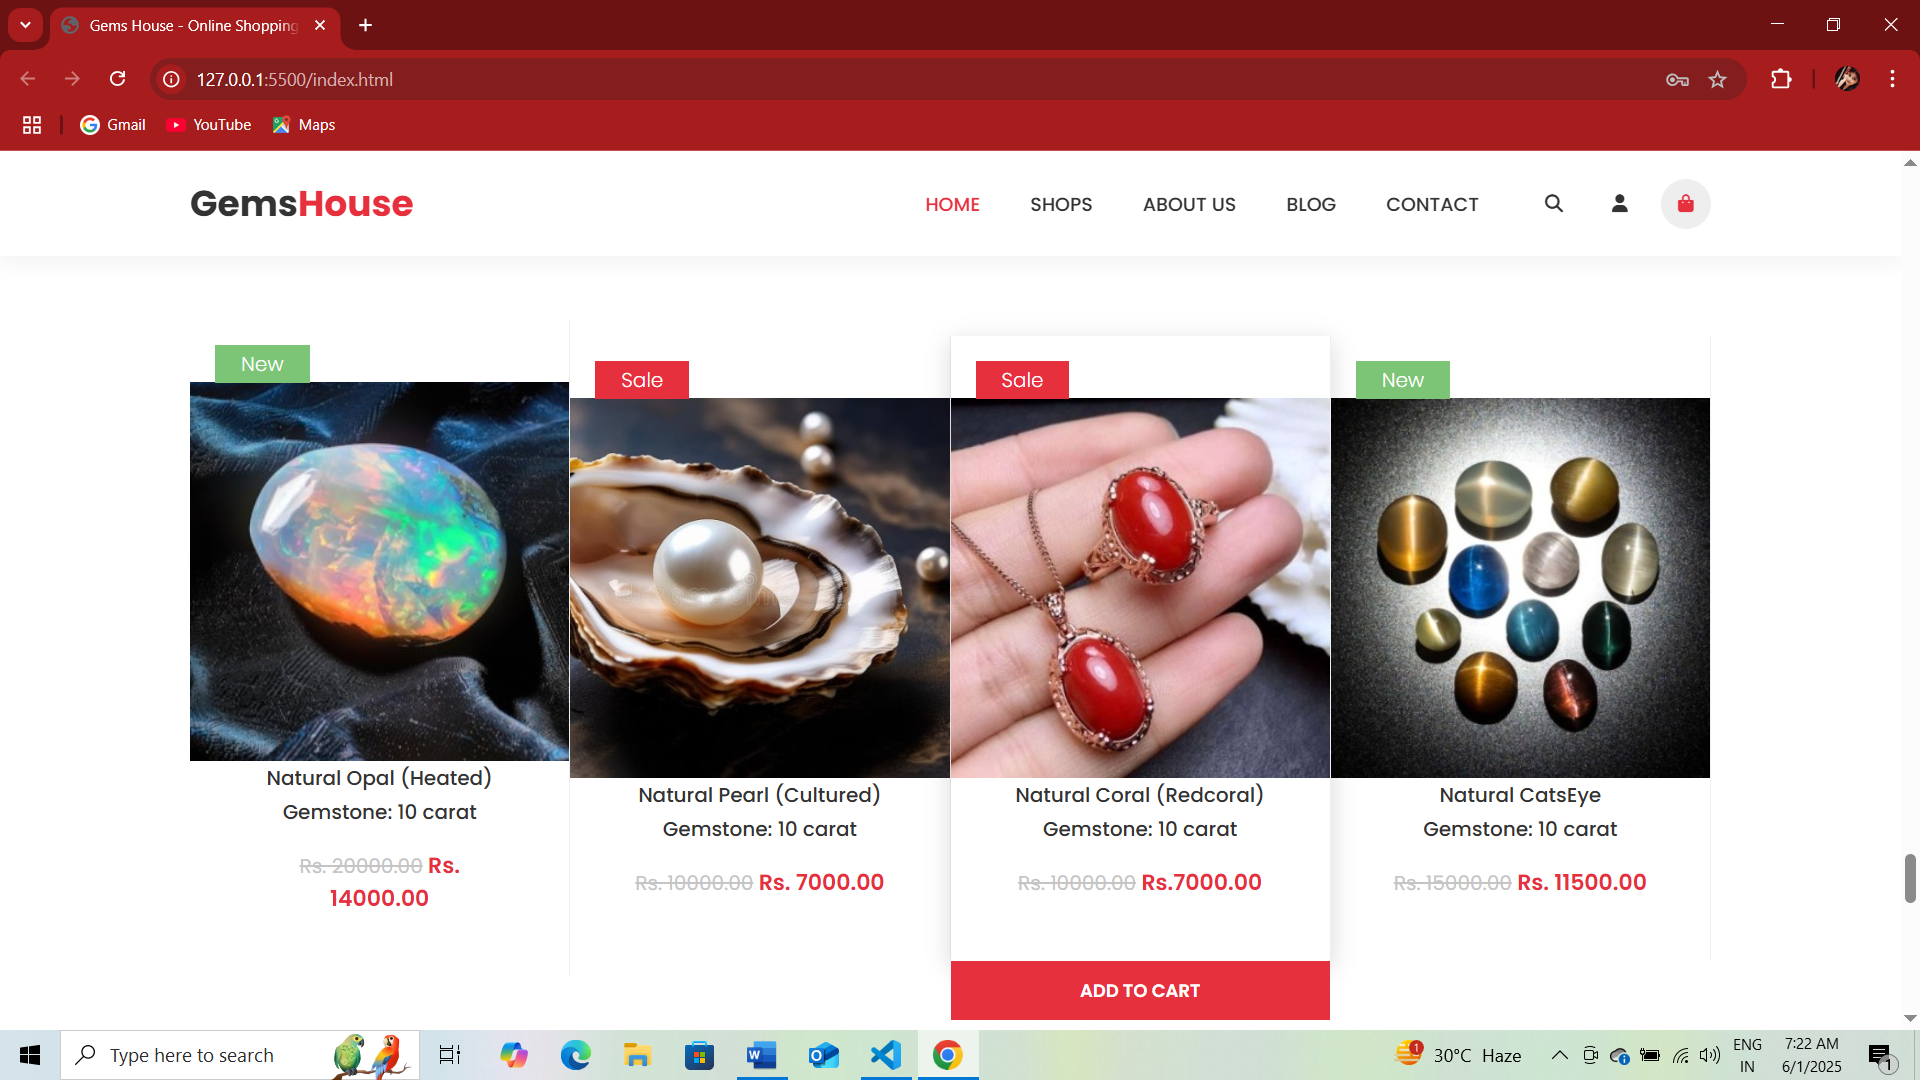 Gems House - Online Shopping
127.0.0.1:5500/index.html
Gmail
YouTube
Maps
GemsHouse
HOME
SHOPS
ABOUT US
BLOG
CONTACT
New
Natural Opal (Heated)
Gemstone: 10 carat
Rs. 20000.00 Rs.
14000.00
Sale
Natural Pearl (Cultured)
Gemstone: 10 carat
Rs. 10000.00 Rs. 7000.00
Sale
Natural Coral (Redcoral)
Gemstone: 10 carat
Rs. 10000.00 Rs.7000.00
ADD TO CART
New
Natural CatsEye
Gemstone: 10 carat
Rs. 15000.00 Rs. 11500.00
Type here to search
1
30°C Haze
ENG
IN
7:22 AM
6/1/2025
1